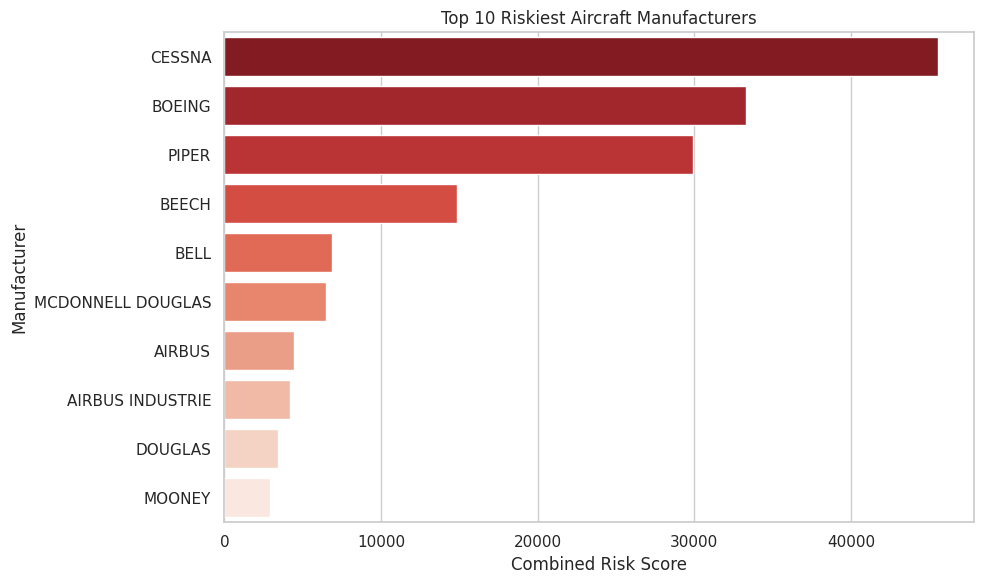 Top 10 Riskiest Aircraft Manufacturers
Manufacturer
CESSNA
BOEING
PIPER
BEECH
BELL
MCDONNELL DOUGLAS
AIRBUS
AIRBUS INDUSTRIE
DOUGLAS
MOONEY
0 10000 20000 30000 40000
Combined Risk Score